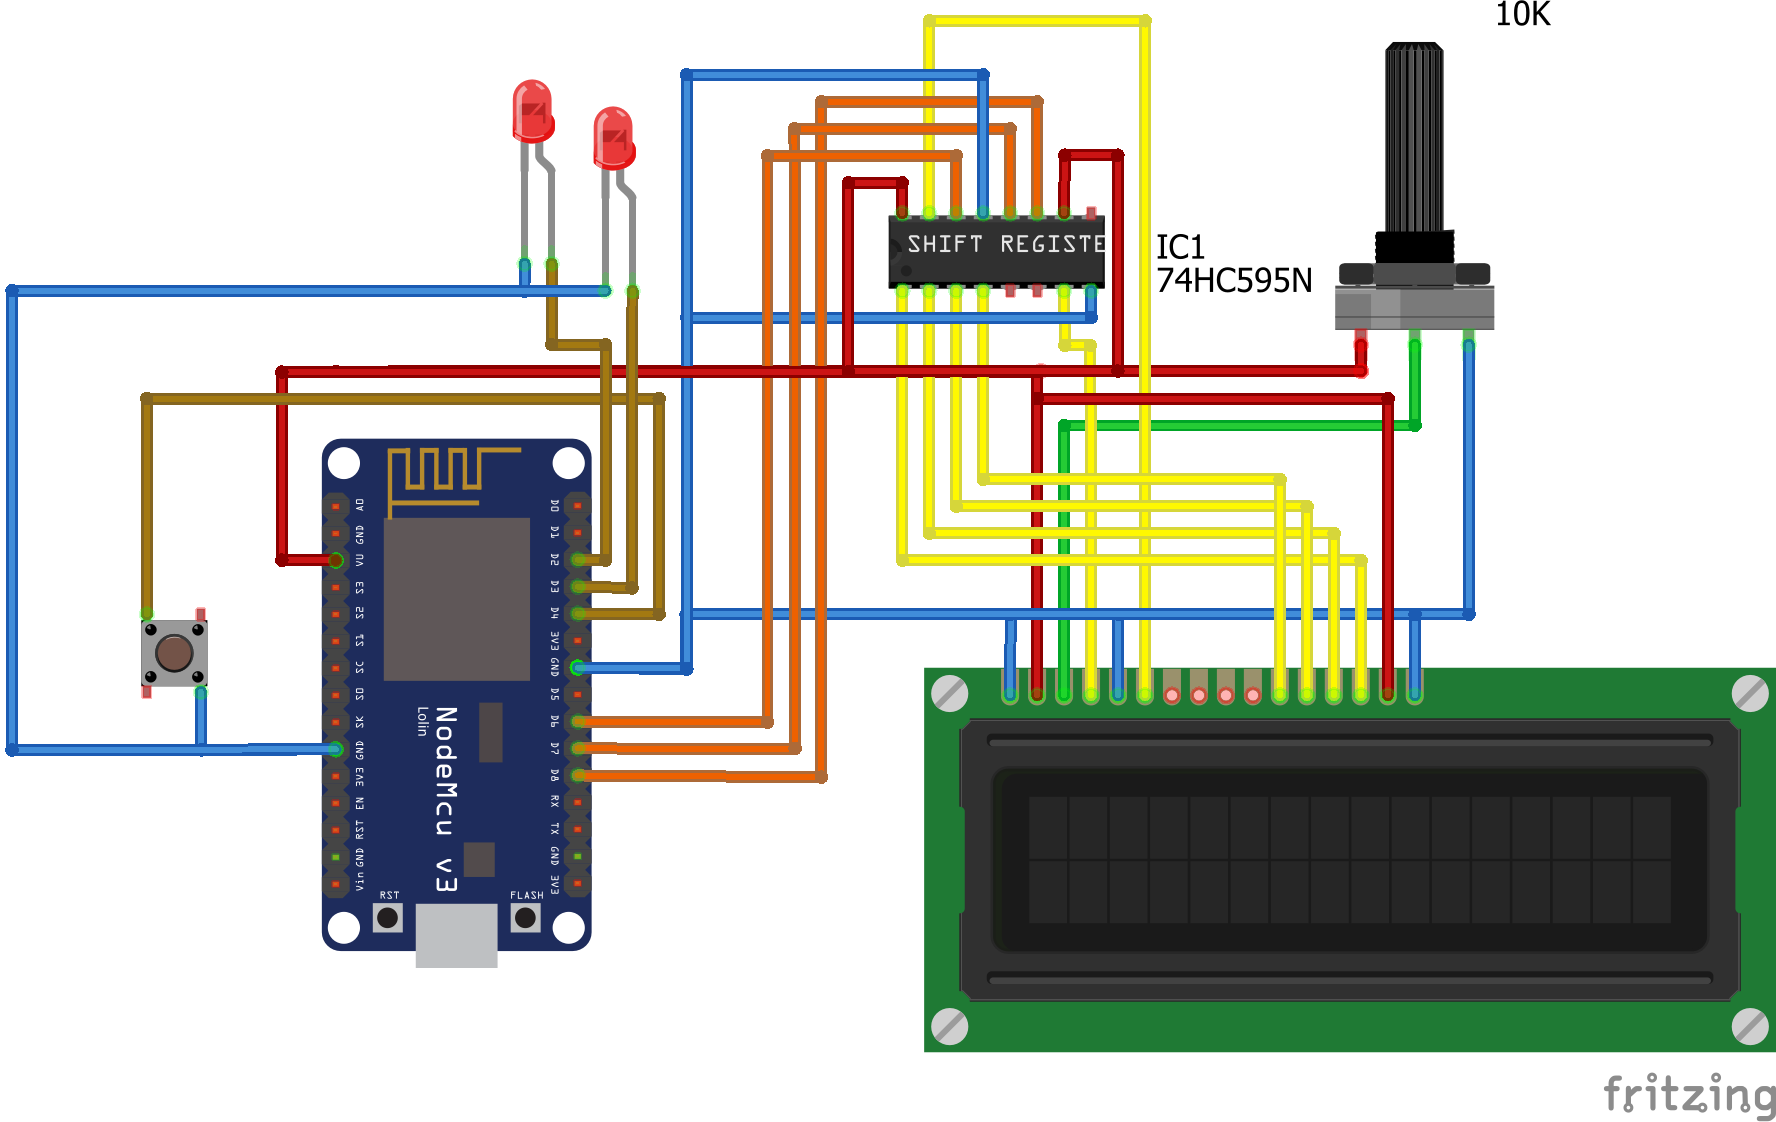 10K
SHIFT REGISTE
IC1
74HC595N
A0
GND
VU
S3
S2
S1
SC
S0
SK
GND
3V3
EN
RST
GND
Vin
D0
D1
D2
D3
D4
3V3
GND
D5
D6
D7
D8
RX
TX
GND
3V3
NodeMcu v3
Lolin
RST
FLASH
fritzing